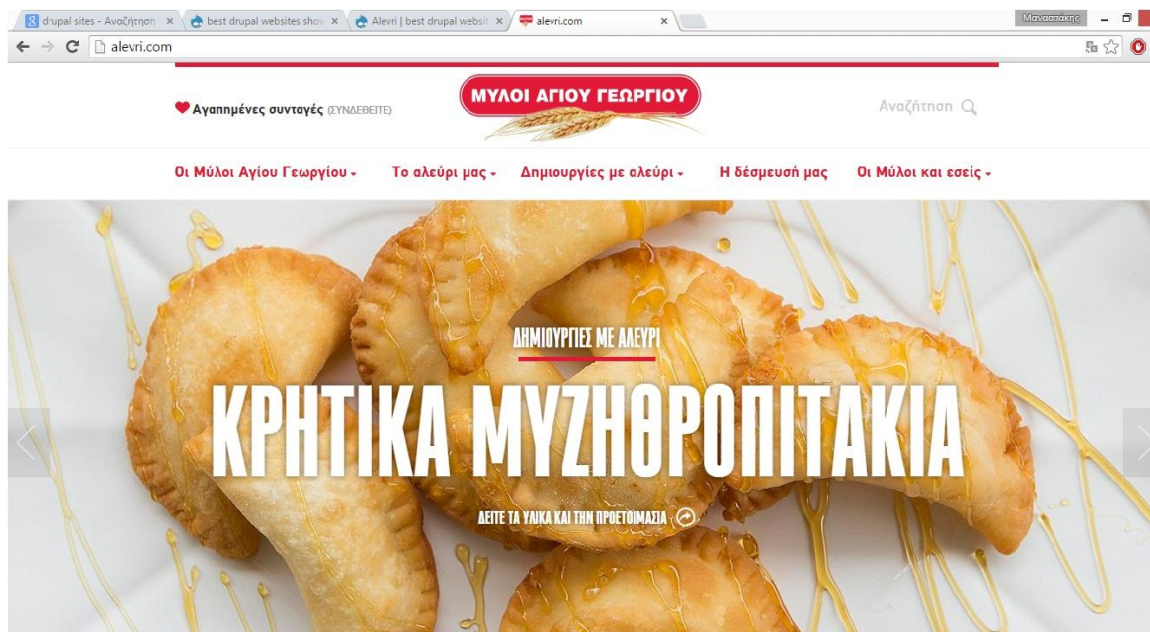 drupal sites - Αναζήτηση
best drupal websites show
Alevri | best drupal websit
alevri.com
Μανασσάκης
alevri.com
Αγαπημένες συνταγές (ΣΥΝΔΕΘΕΙΤΕ)
ΜΥΛΟΙ ΑΓΙΟΥ ΓΕΩΡΓΙΟΥ
Αναζήτηση
Οι Μύλοι Αγίου Γεωργίου
Το αλεύρι μας
Δημιουργίες με αλεύρι
Η δέσμευσή μας
Οι Μύλοι και εσείς
ΔΗΜΙΟΥΡΓΙΕΣ ΜΕ ΑΛΕΥΡΙ
ΚΡΗΤΙΚΑ ΜΥΖΗΘΡΟΠΙΤΑΚΙΑ
ΔΕΙΤΕ ΤΑ ΥΛΙΚΑ ΚΑΙ ΤΗΝ ΠΡΟΕΤΟΙΜΑΣΙΑ